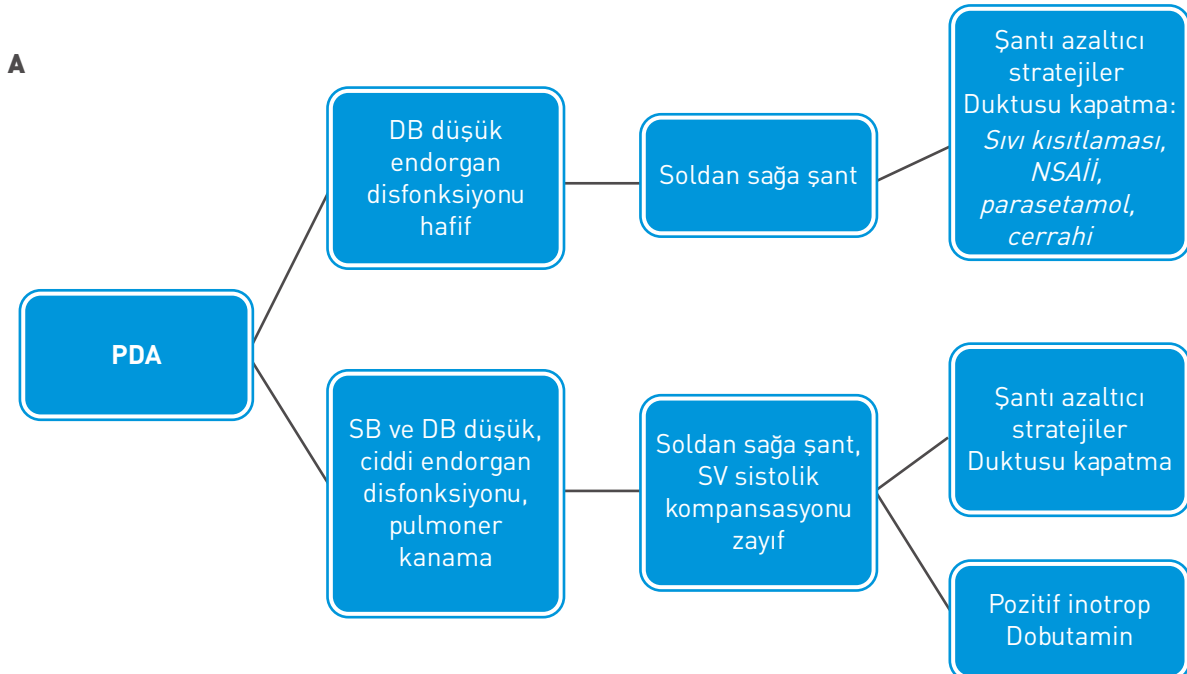 A
PDA
DB düşük
endorgan
disfonksiyonu
hafif
Soldan sağa şant
Şantı azaltıcı
stratejiler
Duktusu kapatma:
Sıvı kısıtlaması,
NSAİİ,
parasetamol,
cerrahi
SB ve DB düşük,
ciddi endorgan
disfonksiyonu,
pulmoner
kanama
Soldan sağa şant,
SV sistolik
kompansasyonu
zayıf
Şantı azaltıcı
stratejiler
Duktusu kapatma
Pozitif inotrop
Dobutamin